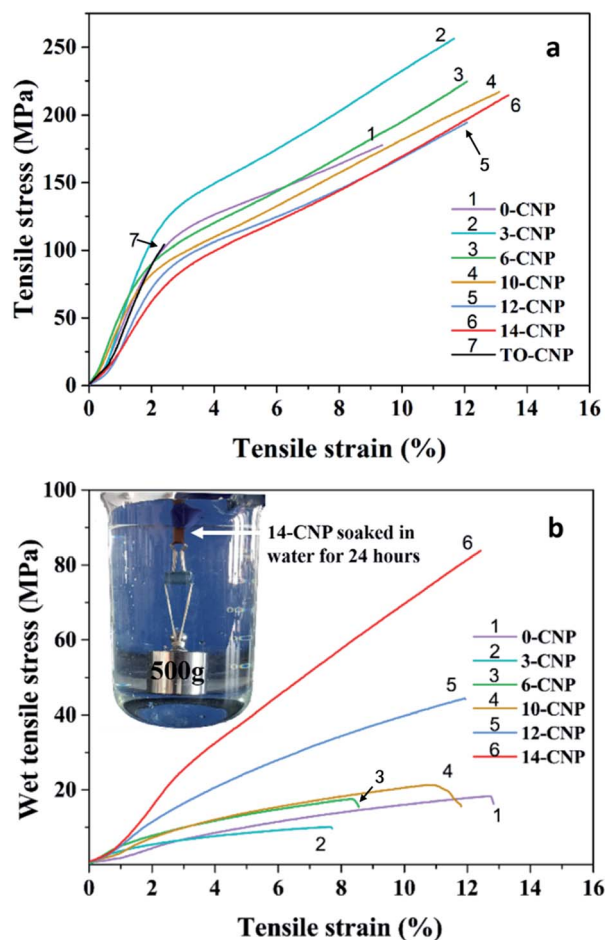 a
Tensile stress (MPa)
250
200
150
100
50
0
2
3
4
6
1
5
7
1 0-CNP
2 3-CNP
3 6-CNP
4 10-CNP
5 12-CNP
6 14-CNP
7 TO-CNP
0 2 4 6 8 10 12 14 16
Tensile strain (%)
b
Wet tensile stress (MPa)
100
80
60
40
20
14-CNP soaked in
water for 24 hours
500g
6
5
3
4
1
2
1 0-CNP
2 3-CNP
3 6-CNP
4 10-CNP
5 12-CNP
6 14-CNP
0 2 4 6 8 10 12 14 16
Tensile strain (%)